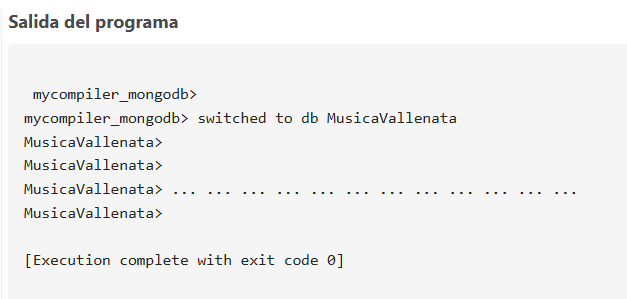 Salida del programa
mycompiler_mongodb>
mycompiler_mongodb> switched to db MusicaVallenata
MusicaVallenata>
MusicaVallenata>
MusicaVallenata> ... ... ... ... ... ... ... ... ... ... ... ...
MusicaVallenata>
[Execution complete with exit code 0]